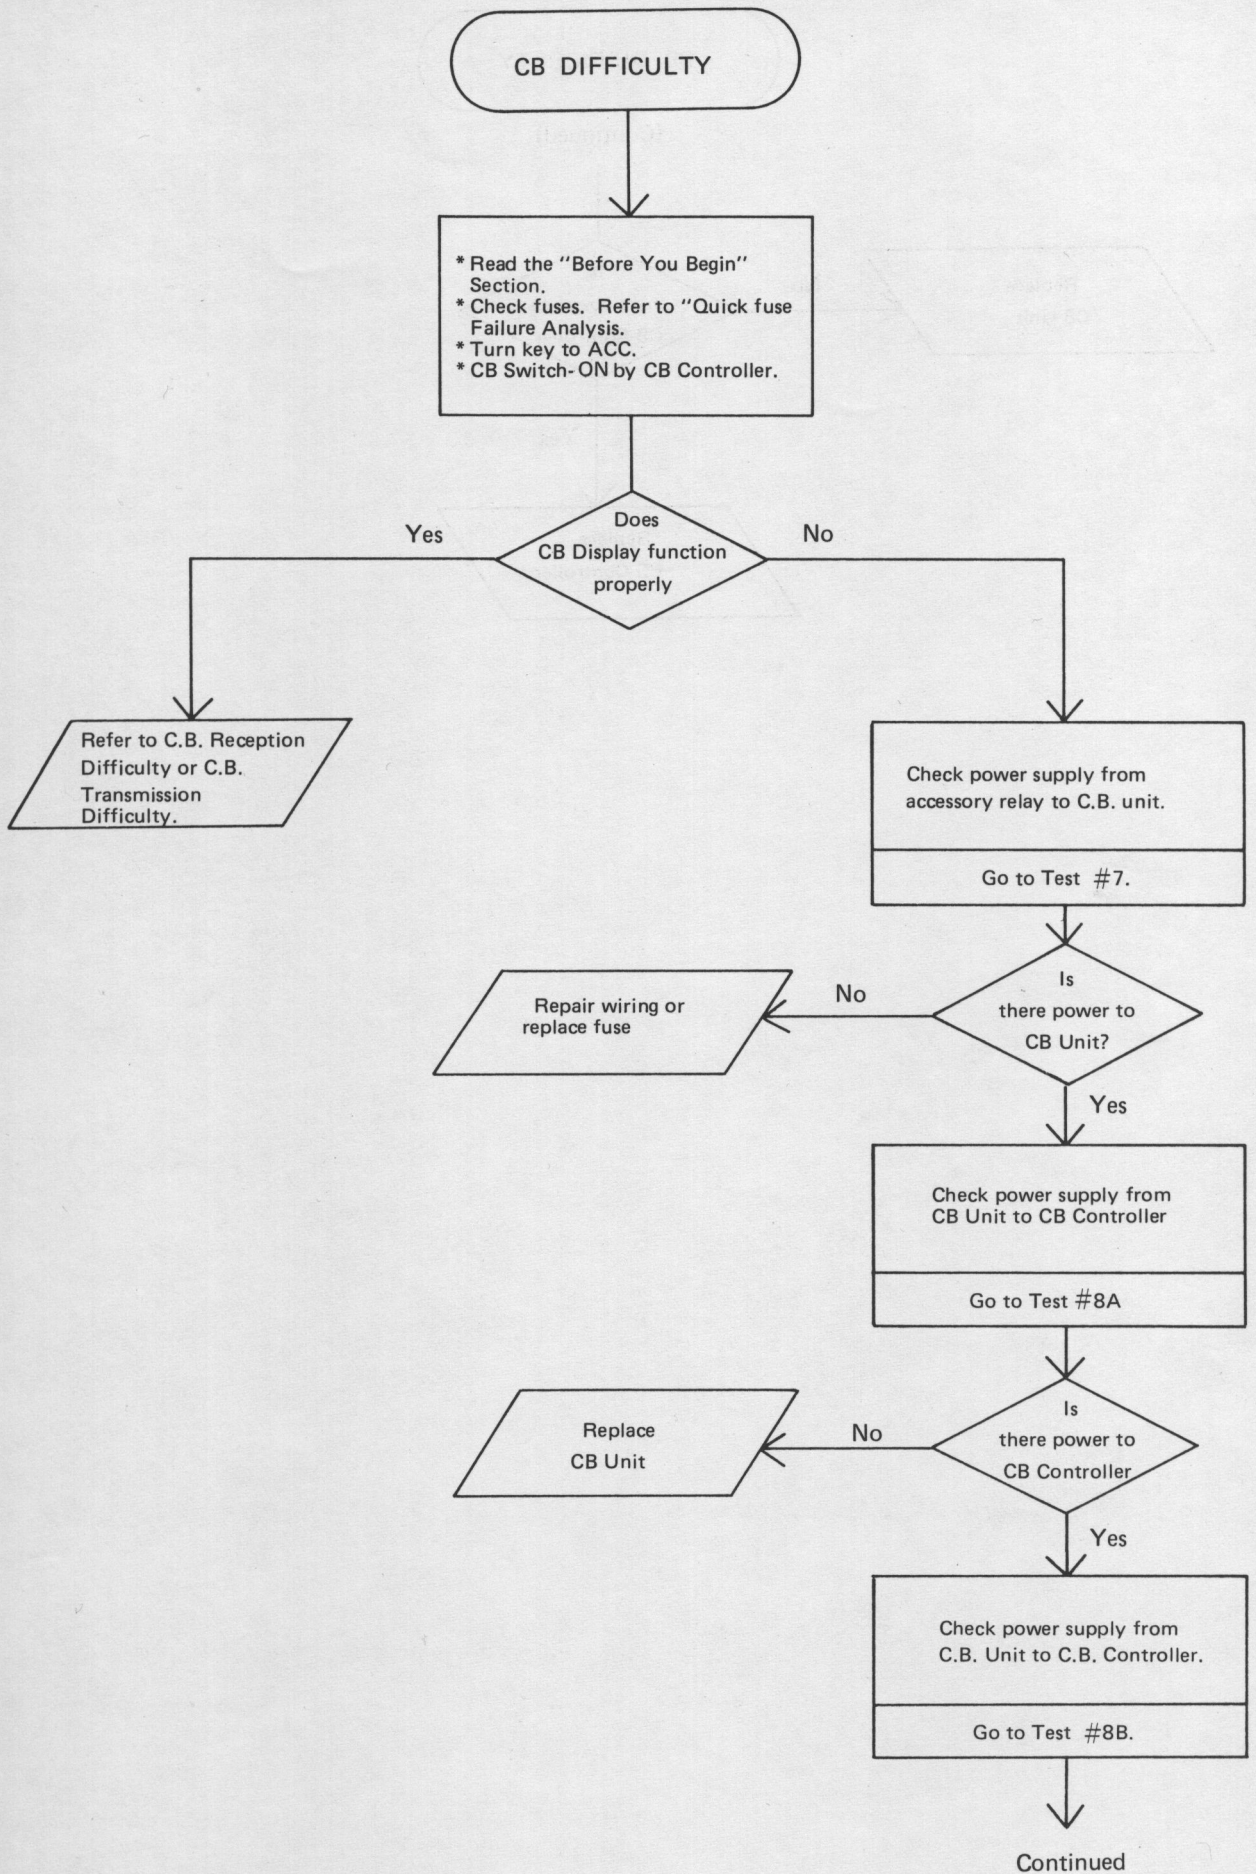 CB DIFFICULTY
* Read the "Before You Begin"
Section.
* Check fuses. Refer to "Quick fuse
Failure Analysis.
* Turn key to ACC.
* CB Switch-ON by CB Controller.
Does
CB Display function
properly
Yes
No
Refer to C.B. Reception
Difficulty or C.B.
Transmission
Difficulty.
Check power supply from
accessory relay to C.B. unit.
Go to Test #7.
Is
there power to
CB Unit?
No
Repair wiring or
replace fuse
Yes
Check power supply from
CB Unit to CB Controller
Go to Test #8A
Is
there power to
CB Controller
No
Replace
CB Unit
Yes
Check power supply from
C.B. Unit to C.B. Controller.
Go to Test #8B.
Continued